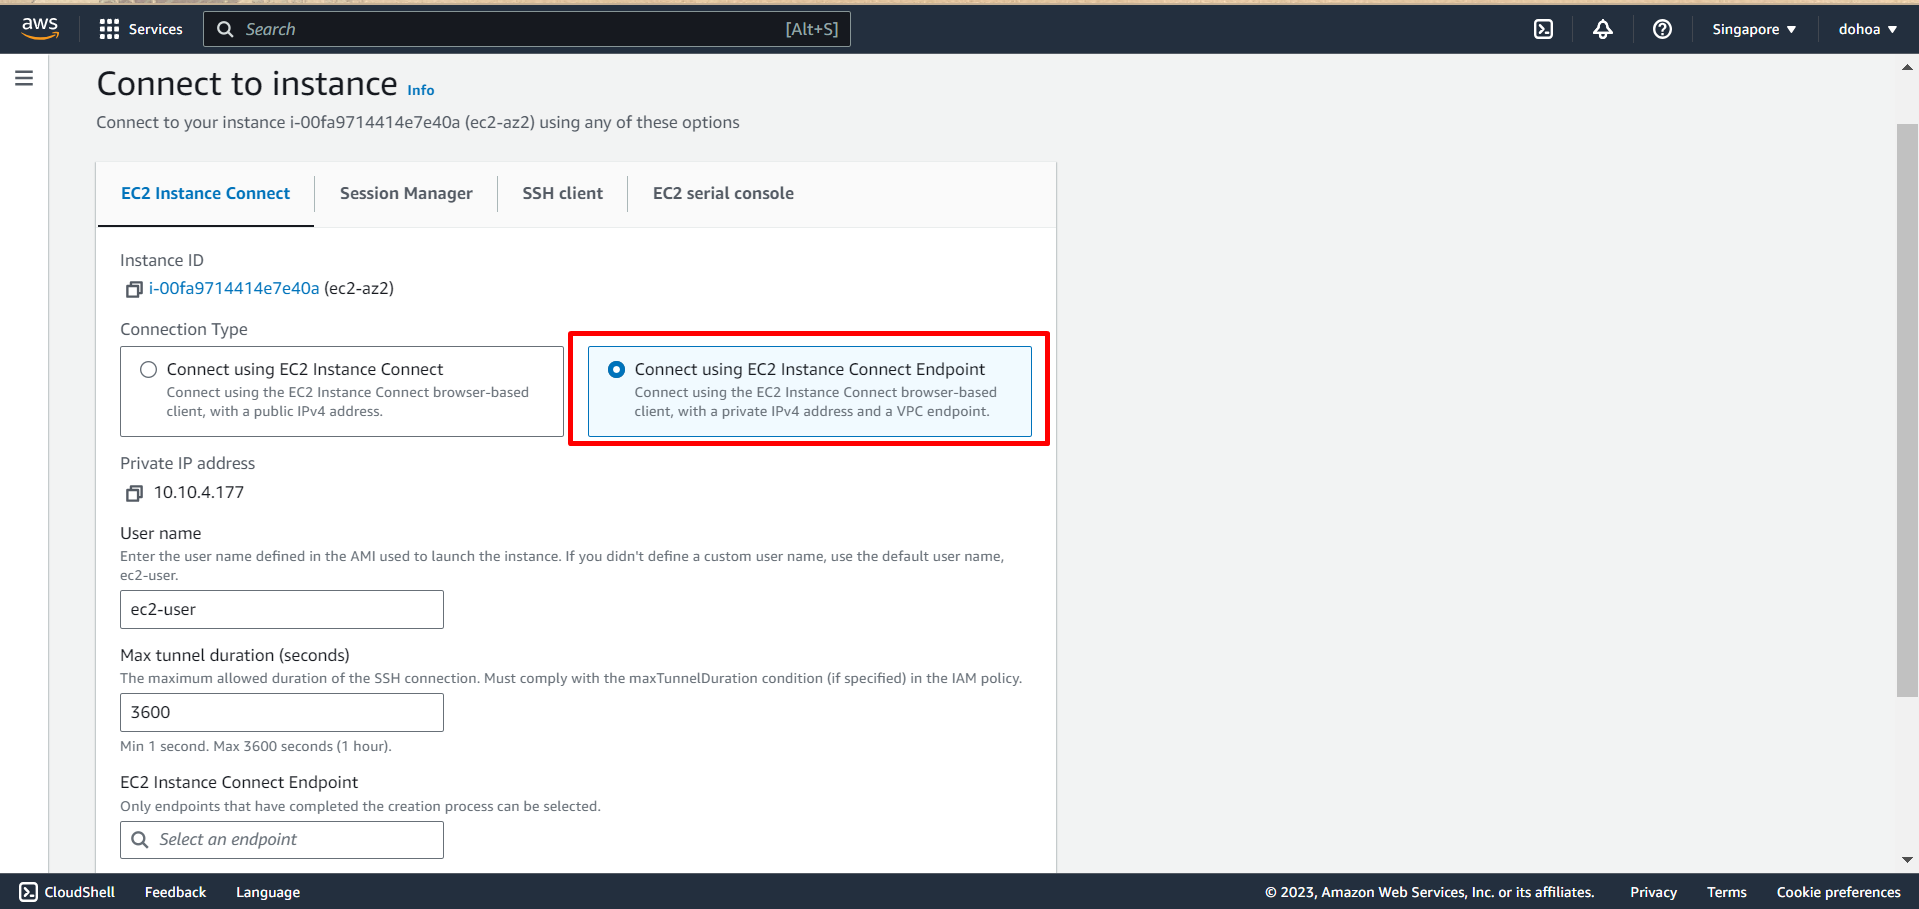 aws
Services
Search
[Alt+S]
Singapore
dohoa
Connect to instance Info
Connect to your instance i-00fa9714414e7e40a (ec2-az2) using any of these options
EC2 Instance Connect
Session Manager
SSH client
EC2 serial console
Instance ID
i-00fa9714414e7e40a (ec2-az2)
Connection Type
Connect using EC2 Instance Connect
Connect using the EC2 Instance Connect browser-based
client, with a public IPv4 address.
Connect using EC2 Instance Connect Endpoint
Connect using the EC2 Instance Connect browser-based
client, with a private IPv4 address and a VPC endpoint.
Private IP address
10.10.4.177
User name
Enter the user name defined in the AMI used to launch the instance. If you didn't define a custom user name, use the default user name,
ec2-user.
ec2-user
Max tunnel duration (seconds)
The maximum allowed duration of the SSH connection. Must comply with the maxTunnelDuration condition (if specified) in the IAM policy.
3600
Min 1 second. Max 3600 seconds (1 hour).
EC2 Instance Connect Endpoint
Only endpoints that have completed the creation process can be selected.
Select an endpoint
CloudShell
Feedback
Language
© 2023, Amazon Web Services, Inc. or its affiliates.
Privacy
Terms
Cookie preferences